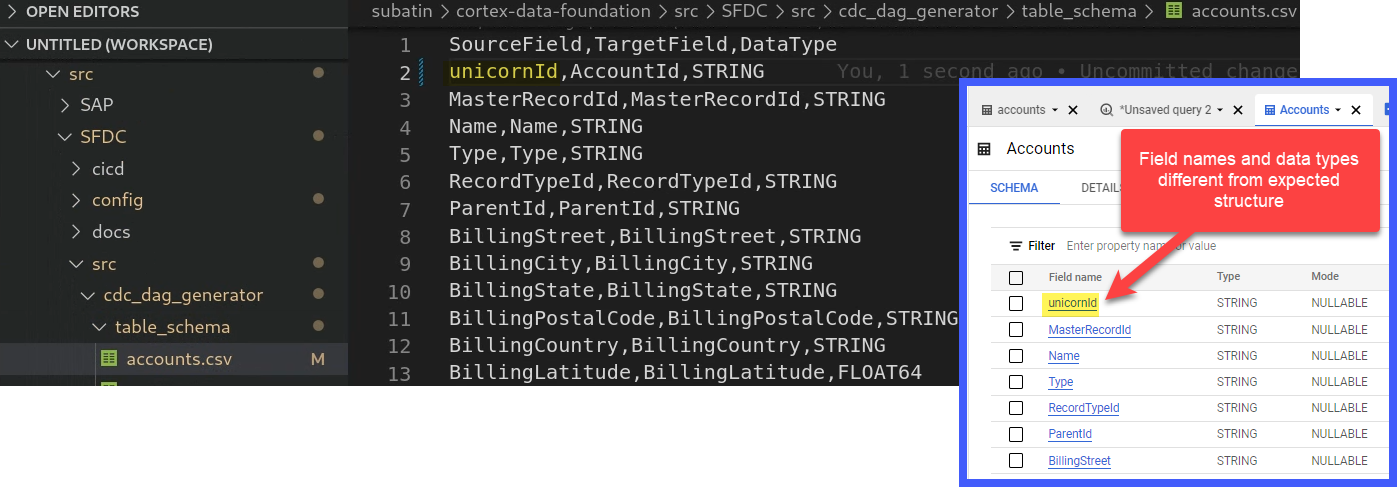 OPEN EDITORS
UNTITLED (WORKSPACE)
src
SAP
SFDC
cicd
config
docs
src
cdc_dag_generator
table_schema
accounts.csv M
subatin > cortex-data-foundation > src > SFDC > src > cdc_dag_generator > table_schema > accounts.csv
1 SourceField,TargetField,DataType
2 unicornId,AccountId,STRING You, 1 second ago • Uncommitted change
3 MasterRecordId,MasterRecordId,STRING
4 Name,Name,STRING
5 Type,Type,STRING
6 RecordTypeId,RecordTypeId,STRING
7 ParentId,ParentId,STRING
8 BillingStreet,BillingStreet,STRING
9 BillingCity,BillingCity,STRING
10 BillingState,BillingState,STRING
11 BillingPostalCode,BillingPostalCode,STRING
12 BillingCountry,BillingCountry,STRING
13 BillingLatitude,BillingLatitude,FLOAT64
accounts *Unsaved query 2 Accounts
Accounts
SCHEMA DETAILS
Field names and data types
different from expected
structure
Filter Enter property name or value
Field name Type Mode
unicornId STRING NULLABLE
MasterRecordId STRING NULLABLE
Name STRING NULLABLE
Type STRING NULLABLE
RecordTypeId STRING NULLABLE
ParentId STRING NULLABLE
BillingStreet STRING NULLABLE